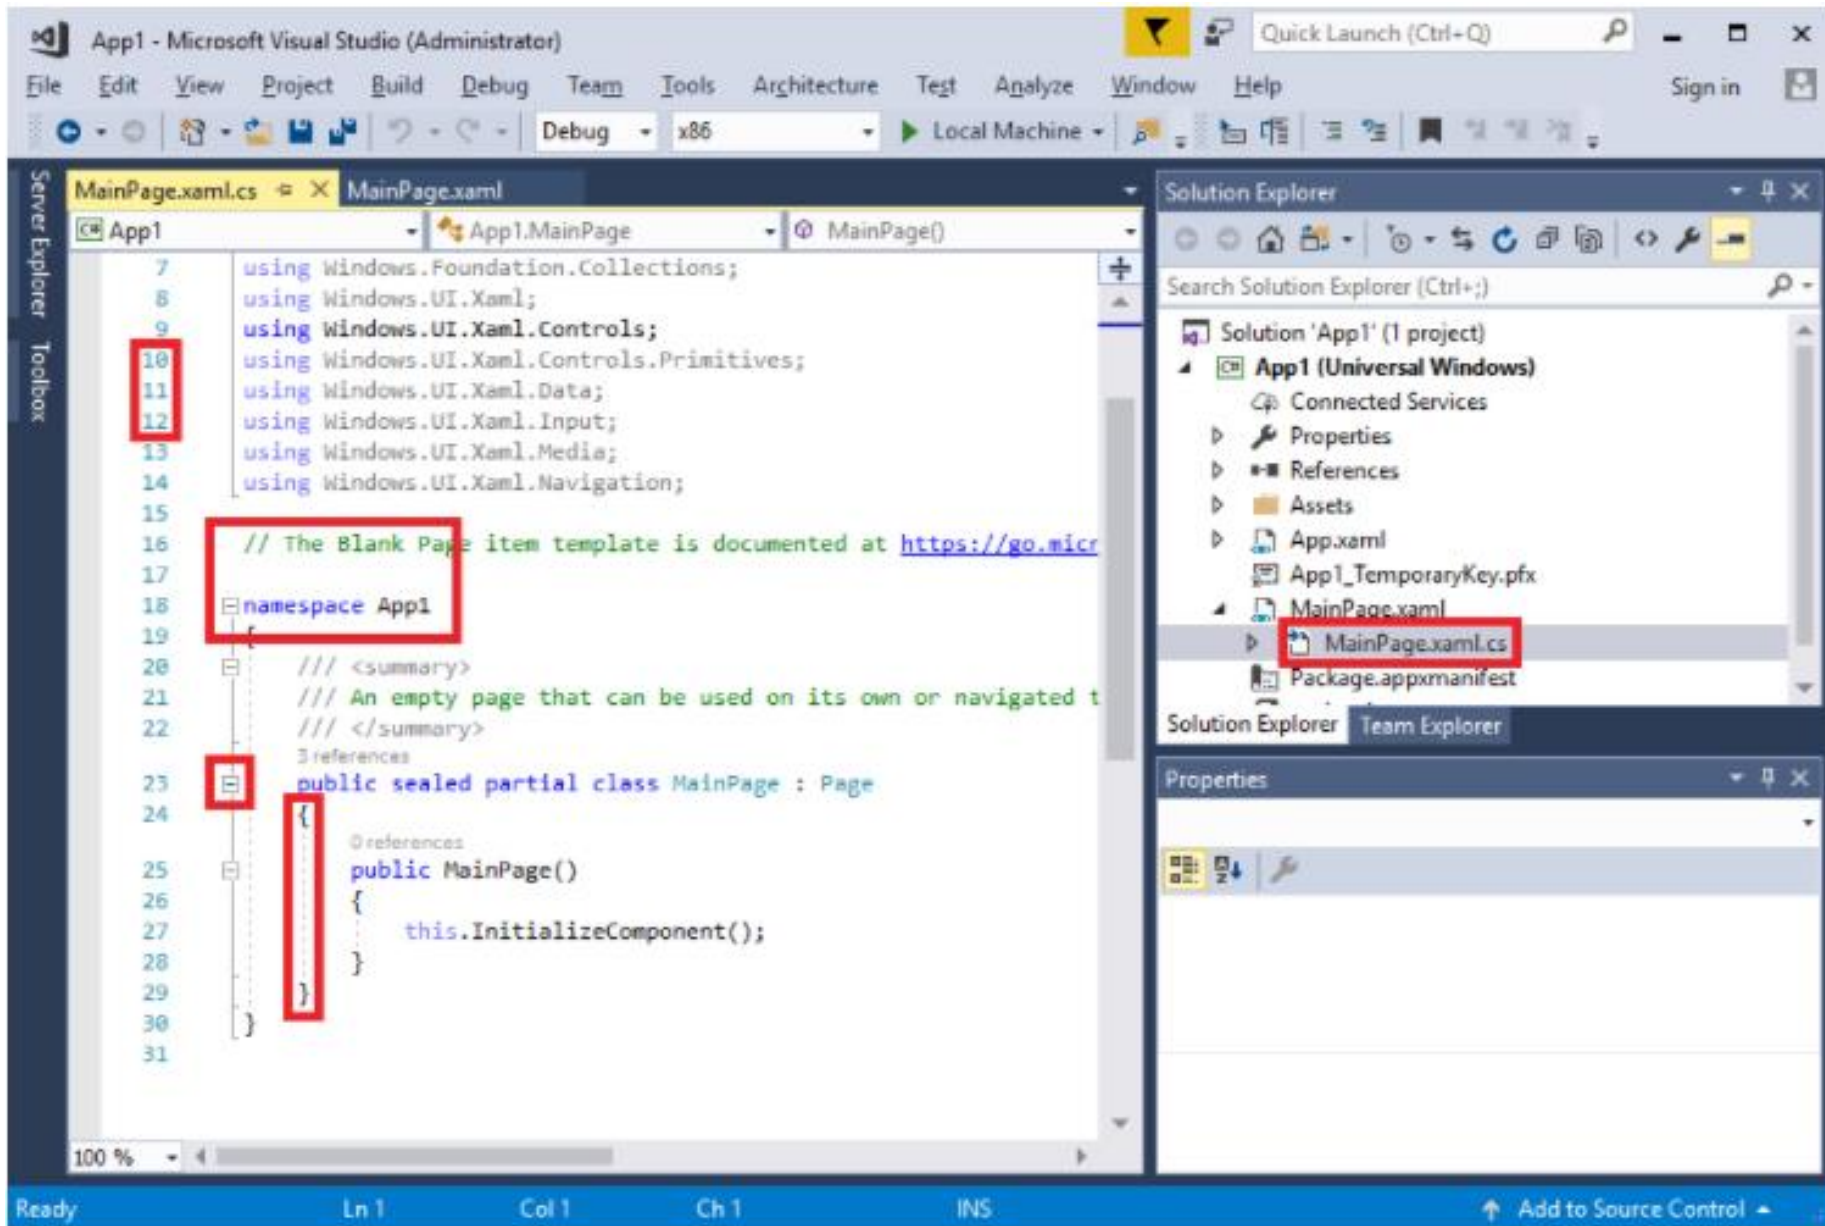 App1 - Microsoft Visual Studio (Administrator)
Quick Launch (Ctrl+Q)
File Edit View Project Build Debug Team Tools Architecture Test Analyze Window Help Sign in
Debug x86 Local Machine
Server Explorer
Toolbox
MainPage.xaml.cs MainPage.xaml
C# App1 App1.MainPage MainPage()
7 using Windows.Foundation.Collections;
8 using Windows.UI.Xaml;
9 using Windows.UI.Xaml.Controls;
10 using Windows.UI.Xaml.Controls.Primitives;
11 using Windows.UI.Xaml.Data;
12 using Windows.UI.Xaml.Input;
13 using Windows.UI.Xaml.Media;
14 using Windows.UI.Xaml.Navigation;
15
16 // The Blank Page item template is documented at https://go.micr
17
18 namespace App1
19 {
20 /// <summary>
21 /// An empty page that can be used on its own or navigated t
22 /// </summary>
3 references
23 public sealed partial class MainPage : Page
24 {
0 references
25 public MainPage()
26 {
27 this.InitializeComponent();
28 }
29 }
30 }
31
100 %
Solution Explorer
Search Solution Explorer (Ctrl+;)
Solution 'App1' (1 project)
C# App1 (Universal Windows)
Connected Services
Properties
References
Assets
App.xaml
App1_TemporaryKey.pfx
MainPage.xaml
MainPage.xaml.cs
Package.appxmanifest
Solution Explorer Team Explorer
Properties
Ready Ln 1 Col 1 Ch 1 INS Add to Source Control